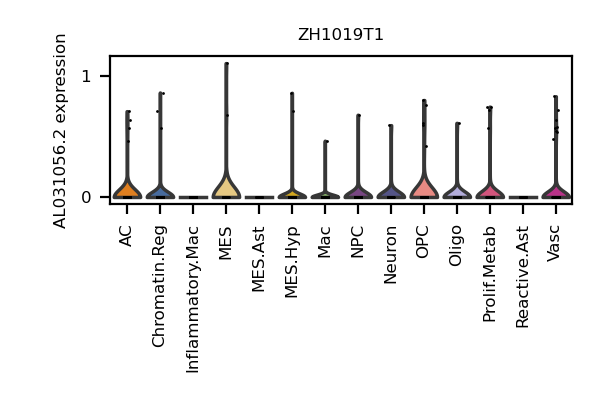 ZH1019T1
AL031056.2 expression
1
0
AC
Chromatin.Reg
Inflammatory.Mac
MES
MES.Ast
MES.Hyp
Mac
NPC
Neuron
OPC
Oligo
Prolif.Metab
Reactive.Ast
Vasc